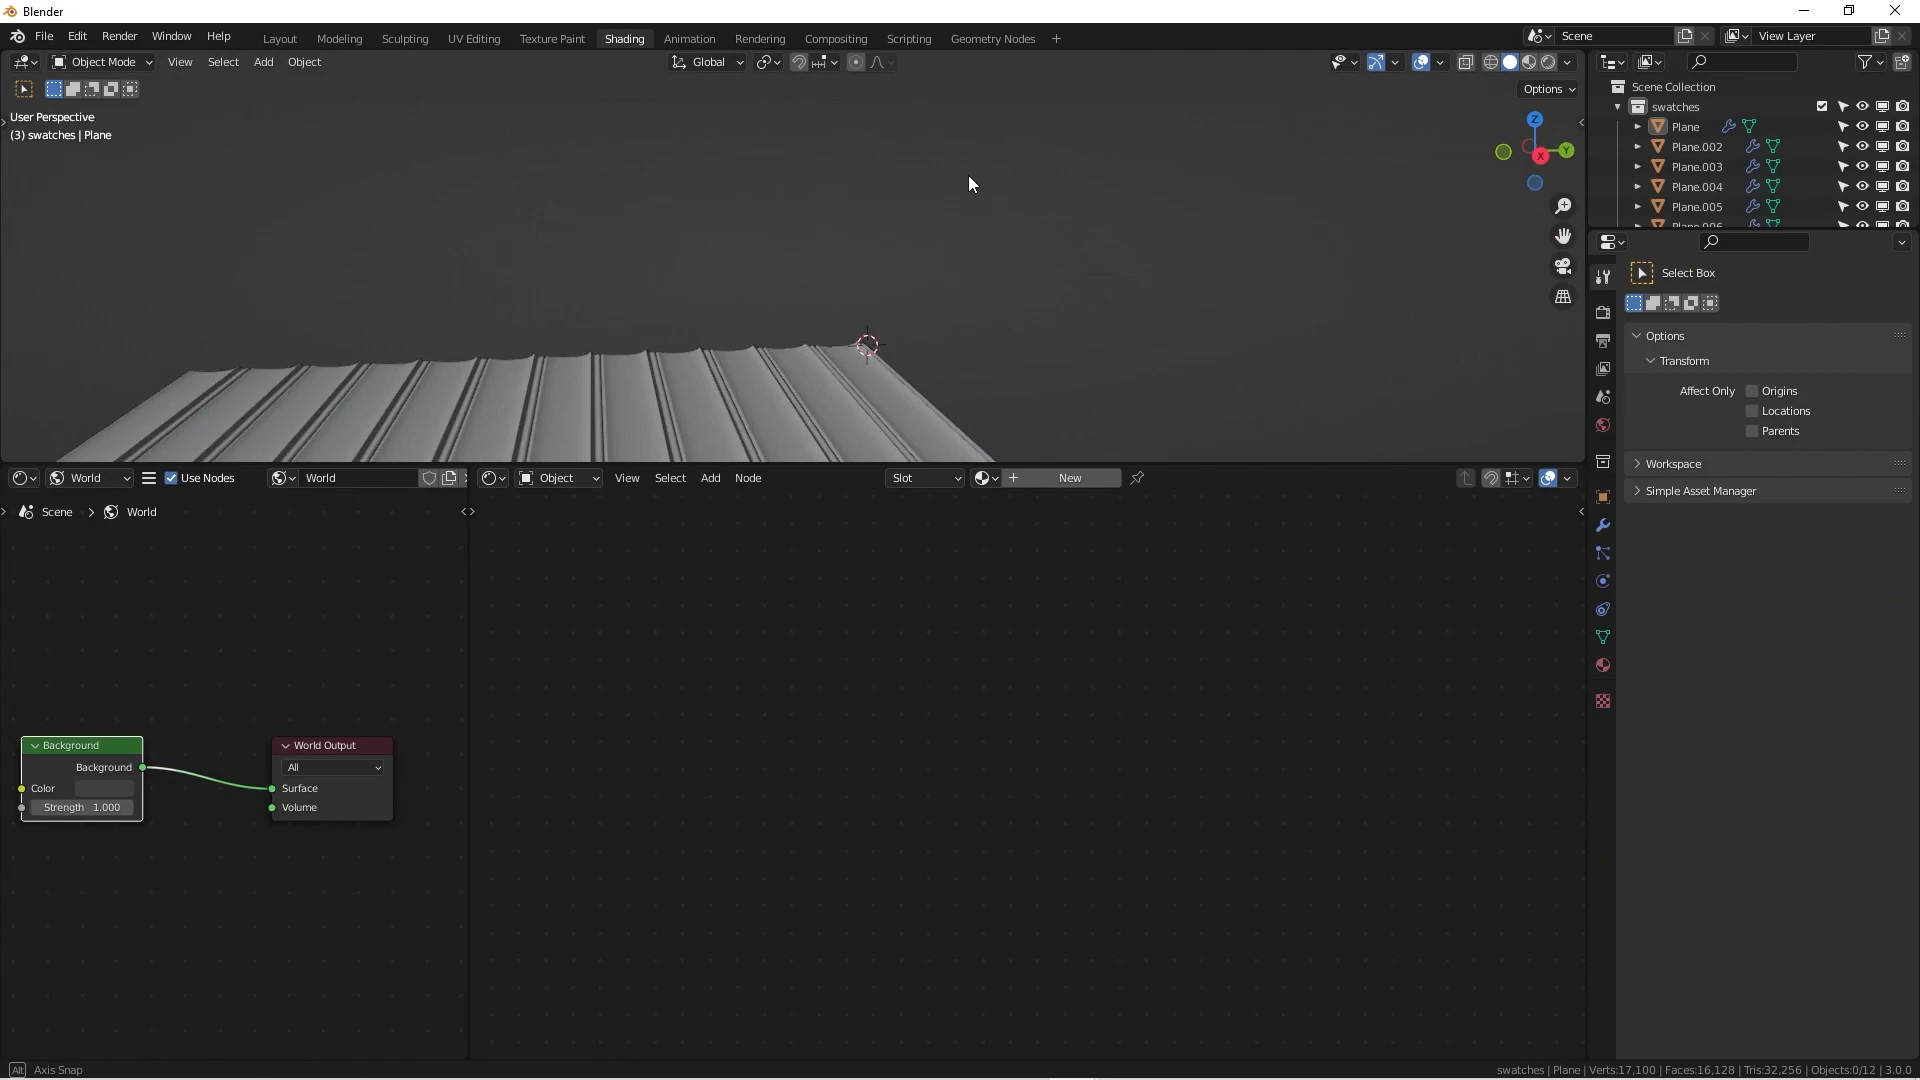 Blender
File Edit Render Window Help Layout Modeling Sculpting UV Editing Texture Paint Shading Animation Rendering Compositing Scripting Geometry Nodes + Scene View Layer
Object Mode View Select Add Object Global
Options
User Perspective
(3) swatches | Plane
Z
Y
X
Scene Collection
swatches
Plane
Plane.002
Plane.003
Plane.004
Plane.005
Plane.006
Select Box
Options
Transform
Affect Only Origins
Locations
Parents
Workspace
Simple Asset Manager
World Use Nodes World Object View Select Add Node Slot New
Scene > World
Background
Background
Color
Strength 1.000
World Output
All
Surface
Volume
Alt Axis Snap
swatches | Plane | Verts:17,100 | Faces:16,128 | Tris:32,256 | Objects:0/12 | 3.0.0